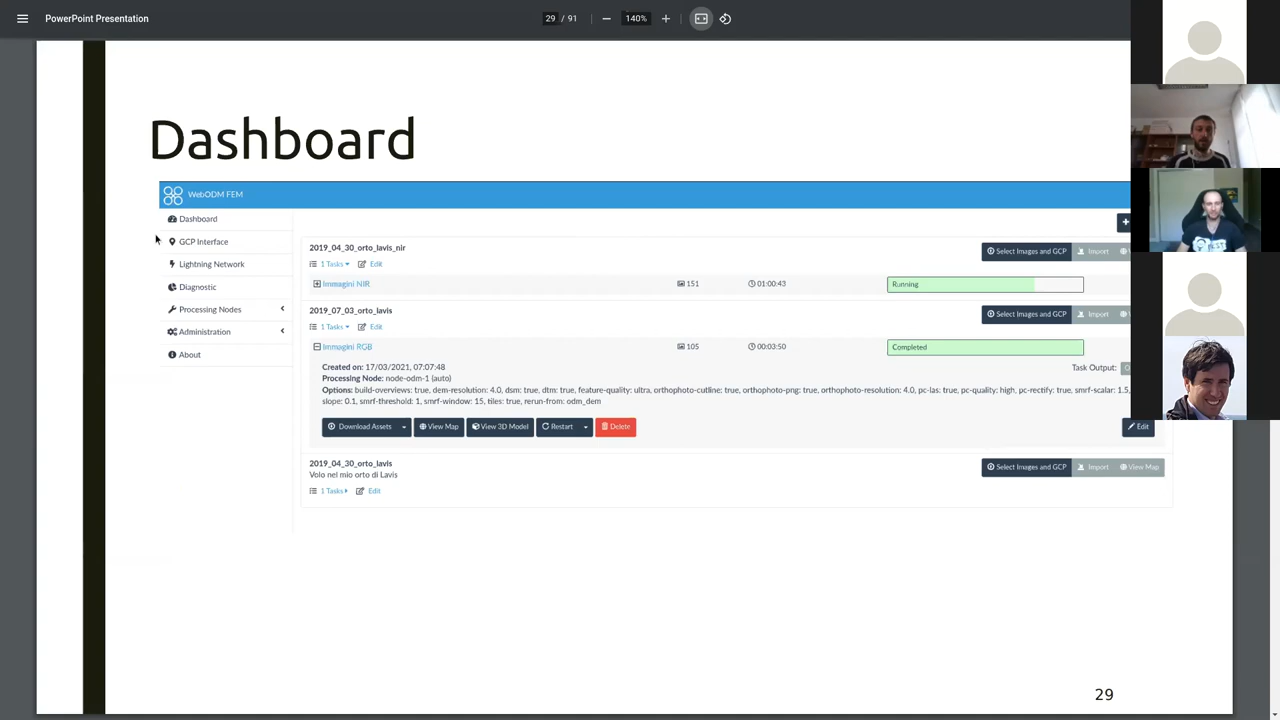 PowerPoint Presentation
29 / 91
140%
Dashboard
WebODM FEM
Dashboard
GCP Interface
Lightning Network
Diagnostic
Processing Nodes
Administration
About
2019_04_30_orto_lavis_nir
1 Tasks
Edit
Select Images and GCP
Import
Immagini NIR
151
01:00:43
Running
2019_07_03_orto_lavis
1 Tasks
Edit
Select Images and GCP
Import
Immagini RGB
105
00:03:50
Completed
Created on: 17/03/2021, 07:07:48
Task Output:
Processing Node: node-odm-1 (auto)
Options: build-overviews: true, dem-resolution: 4.0, dsm: true, dtm: true, feature-quality: ultra, orthophoto-cutline: true, orthophoto-png: true, orthophoto-resolution: 4.0, pc-las: true, pc-quality: high, pc-rectify: true, smrf-scalar: 1.5,
slope: 0.1, smrf-threshold: 1, smrf-window: 15, tiles: true, rerun-from: odm_dem
Download Assets
View Map
View 3D Model
Restart
Delete
Edit
2019_04_30_orto_lavis
Volo nel mio orto di Lavis
1 Tasks
Edit
Select Images and GCP
Import
View Map
29